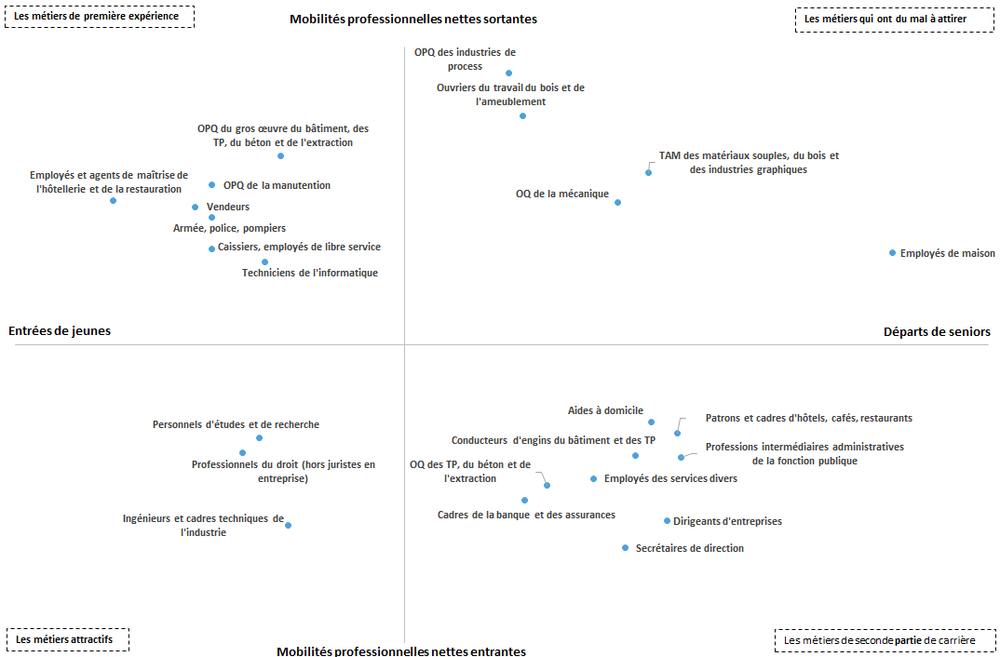 Les métiers de première expérience
Mobilités professionnelles nettes sortantes
Les métiers qui ont du mal à attirer
OPQ des industries de
process
Ouvriers du travail du bois et de
l'ameublement
OPQ du gros œuvre du bâtiment, des
TP, du béton et de l'extraction
TAM des matériaux souples, du bois et
des industries graphiques
Employés et agents de maîtrise de
l'hôtellerie et de la restauration
OPQ de la manutention
OQ de la mécanique
Vendeurs
Armée, police, pompiers
Caissiers, employés de libre service
Employés de maison
Techniciens de l'informatique
Entrées de jeunes
Départs de seniors
Aides à domicile
Patrons et cadres d'hôtels, cafés, restaurants
Personnels d'études et de recherche
Conducteurs d'engins du bâtiment et des TP
Professions intermédiaires administratives
de la fonction publique
Professionnels du droit (hors juristes en
entreprise)
OQ des TP, du béton et de
l'extraction
Employés des services divers
Cadres de la banque et des assurances
Ingénieurs et cadres techniques de
l'industrie
Dirigeants d'entreprises
Secrétaires de direction
Les métiers attractifs
Mobilités professionnelles nettes entrantes
Les métiers de seconde partie de carrière